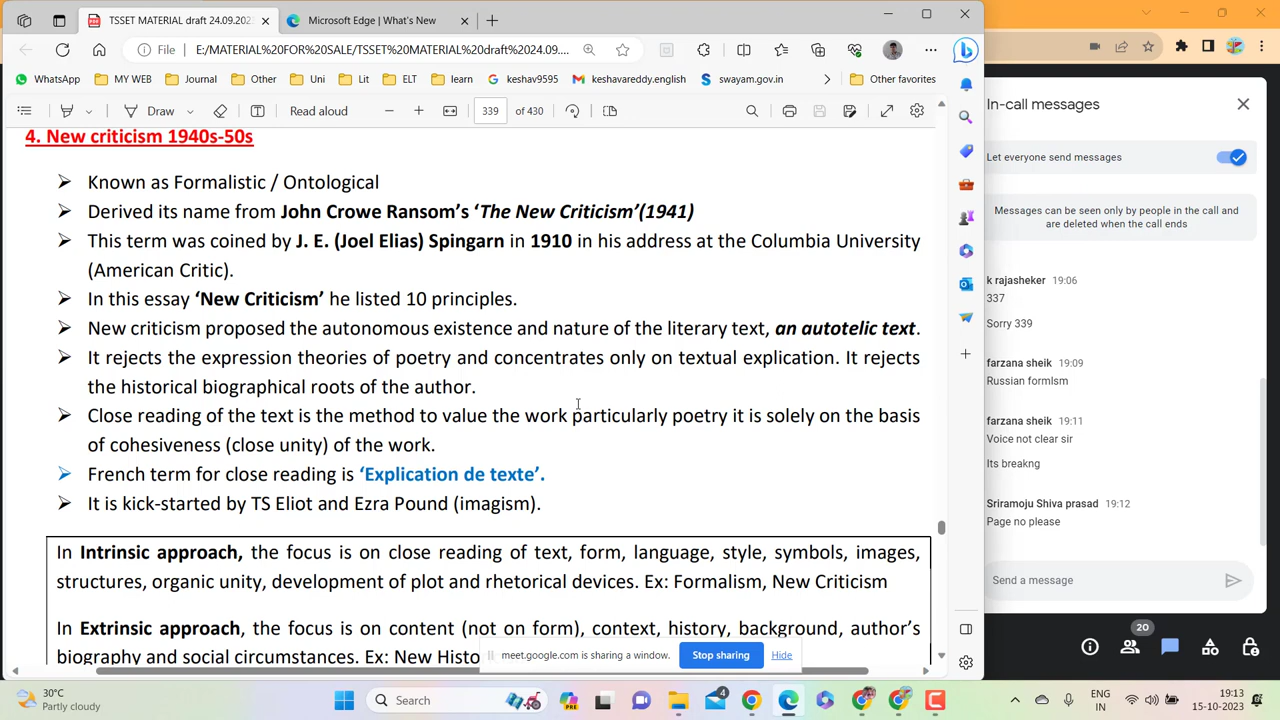 TSSET MATERIAL draft 24.09.202
Microsoft Edge | What's New
File
E:/MATERIAL%20FOR%20SALE/TSSET%20MATERIAL%20draft%2024.09....
WhatsApp
MY WEB
Journal
Other
Uni
Lit
ELT
learn
keshav9595
keshavareddy.english
swayam.gov.in
Other favorites
Draw
Read aloud
339
of 430
4. New criticism 1940s-50s
Known as Formalistic / Ontological
Derived its name from John Crowe Ransom's 'The New Criticism'(1941)
This term was coined by J. E. (Joel Elias) Spingarn in 1910 in his address at the Columbia University
(American Critic).
In this essay 'New Criticism' he listed 10 principles.
New criticism proposed the autonomous existence and nature of the literary text, an autotelic text.
It rejects the expression theories of poetry and concentrates only on textual explication. It rejects
the historical biographical roots of the author.
Close reading of the text is the method to value the work particularly poetry it is solely on the basis
of cohesiveness (close unity) of the work.
French term for close reading is 'Explication de texte'.
It is kick-started by TS Eliot and Ezra Pound (imagism).
In Intrinsic approach, the focus is on close reading of text, form, language, style, symbols, images,
structures, organic unity, development of plot and rhetorical devices. Ex: Formalism, New Criticism
In Extrinsic approach, the focus is on content (not on form), context, history, background, author's
biography and social circumstances. Ex: New Histo
meet.google.com is sharing a window.
Stop sharing
Hide
In-call messages
Let everyone send messages
Messages can be seen only by people in the call and
are deleted when the call ends
k rajasheker 19:06
337
Sorry 339
farzana sheik 19:09
Russian formlsm
farzana sheik 19:11
Voice not clear sir
Its breakng
Sriramoju Shiva prasad 19:12
Page no please
Send a message
20
30°C
Partly cloudy
Search
4
ENG
IN
19:13
15-10-2023